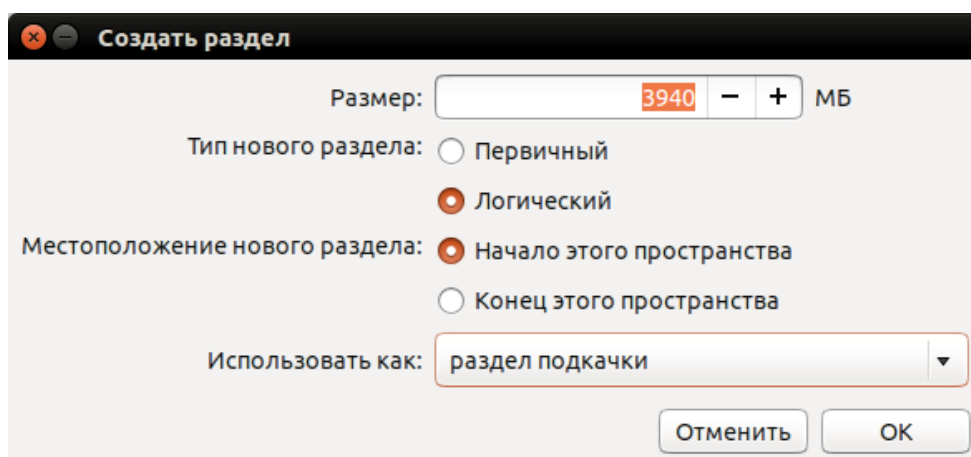 Создать раздел
Размер: 3940 − + МБ
Тип нового раздела: Первичный
Логический
Местоположение нового раздела: Начало этого пространства
Конец этого пространства
Использовать как: раздел подкачки
Отменить ОК